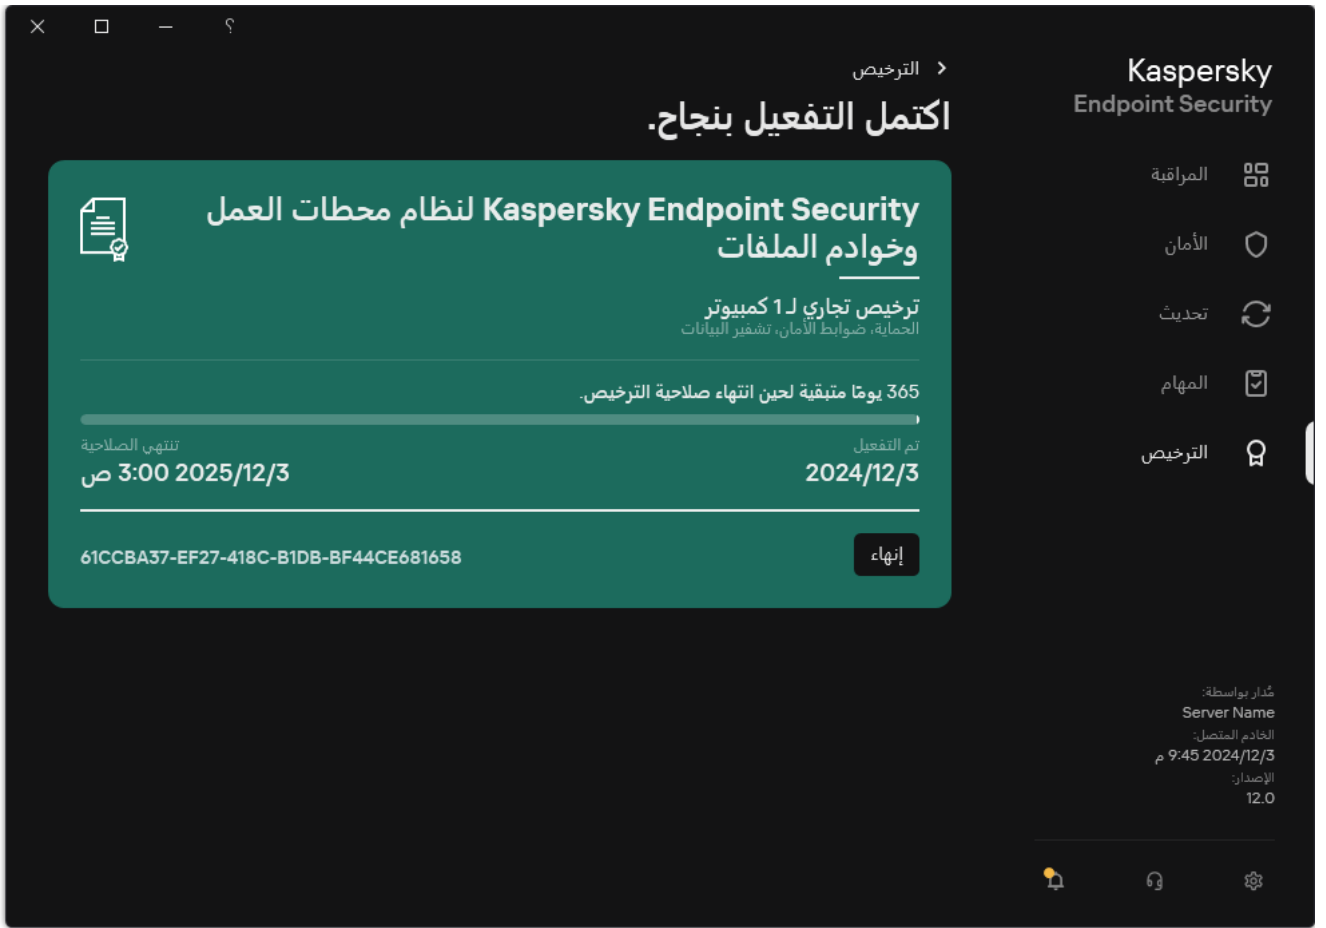 ؟
Kaspersky
Endpoint Security
المراقبة
الأمان
تحديث
المهام
الترخيص
مُدار بواسطة:
Server Name
الخادم المتصل:
2024/12/3 9:45 م
الإصدار:
12.0
الترخيص
اكتمل التفعيل بنجاح.
Kaspersky Endpoint Security لنظام محطات العمل
وخوادم الملفات
ترخيص تجاري لـ 1 كمبيوتر
الحماية، ضوابط الأمان، تشفير البيانات
365 يومًا متبقية لحين انتهاء صلاحية الترخيص.
تم التفعيل
2024/12/3
تنتهي الصلاحية
2025/12/3 3:00 ص
إنهاء
61CCBA37-EF27-418C-B1DB-BF44CE681658